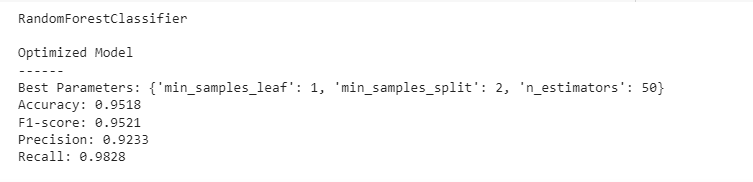 RandomForestClassifier
Optimized Model
------
Best Parameters: {'min_samples_leaf': 1, 'min_samples_split': 2, 'n_estimators': 50}
Accuracy: 0.9518
F1-score: 0.9521
Precision: 0.9233
Recall: 0.9828